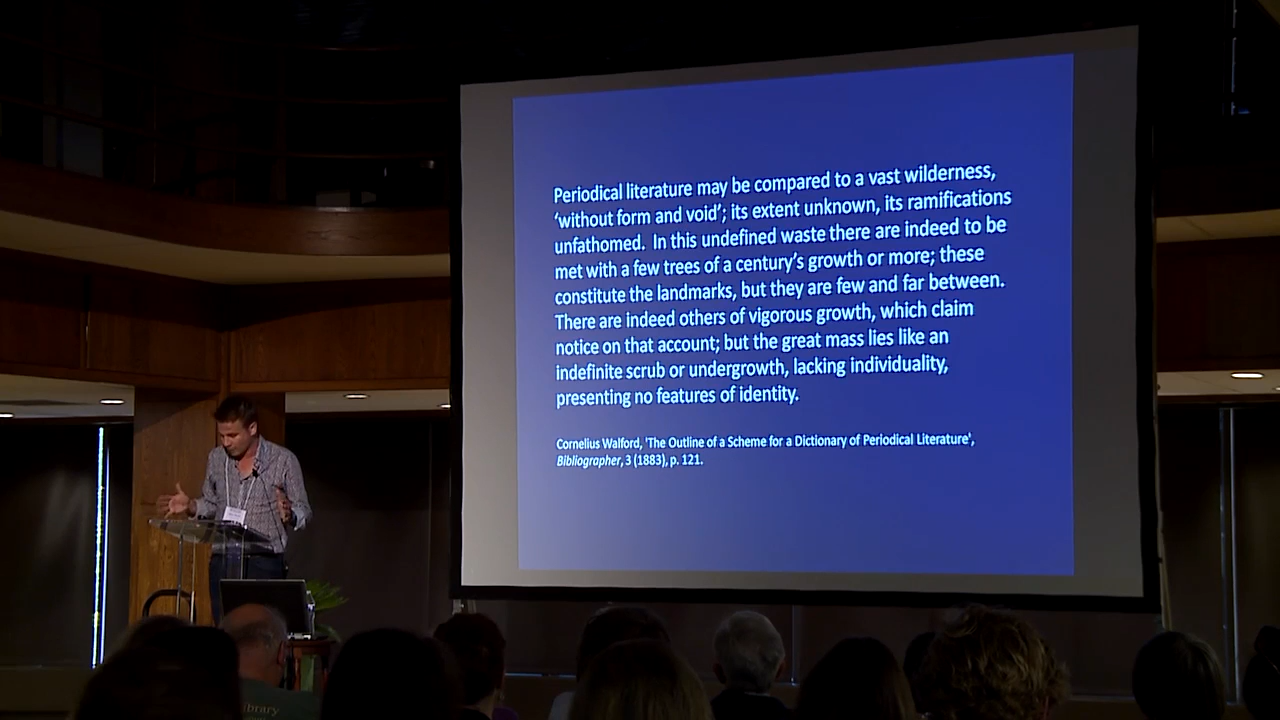 Periodical literature may be compared to a vast wilderness,
‘without form and void’; its extent unknown, its ramifications
unfathomed. In this undefined waste there are indeed to be
met with a few trees of a century’s growth or more; these
constitute the landmarks, but they are few and far between.
There are indeed others of vigorous growth, which claim
notice on that account; but the great mass lies like an
indefinite scrub or undergrowth, lacking individuality,
presenting no features of identity.
Cornelius Walford, 'The Outline of a Scheme for a Dictionary of Periodical Literature',
Bibliographer, 3 (1883), p. 121.
ibrary